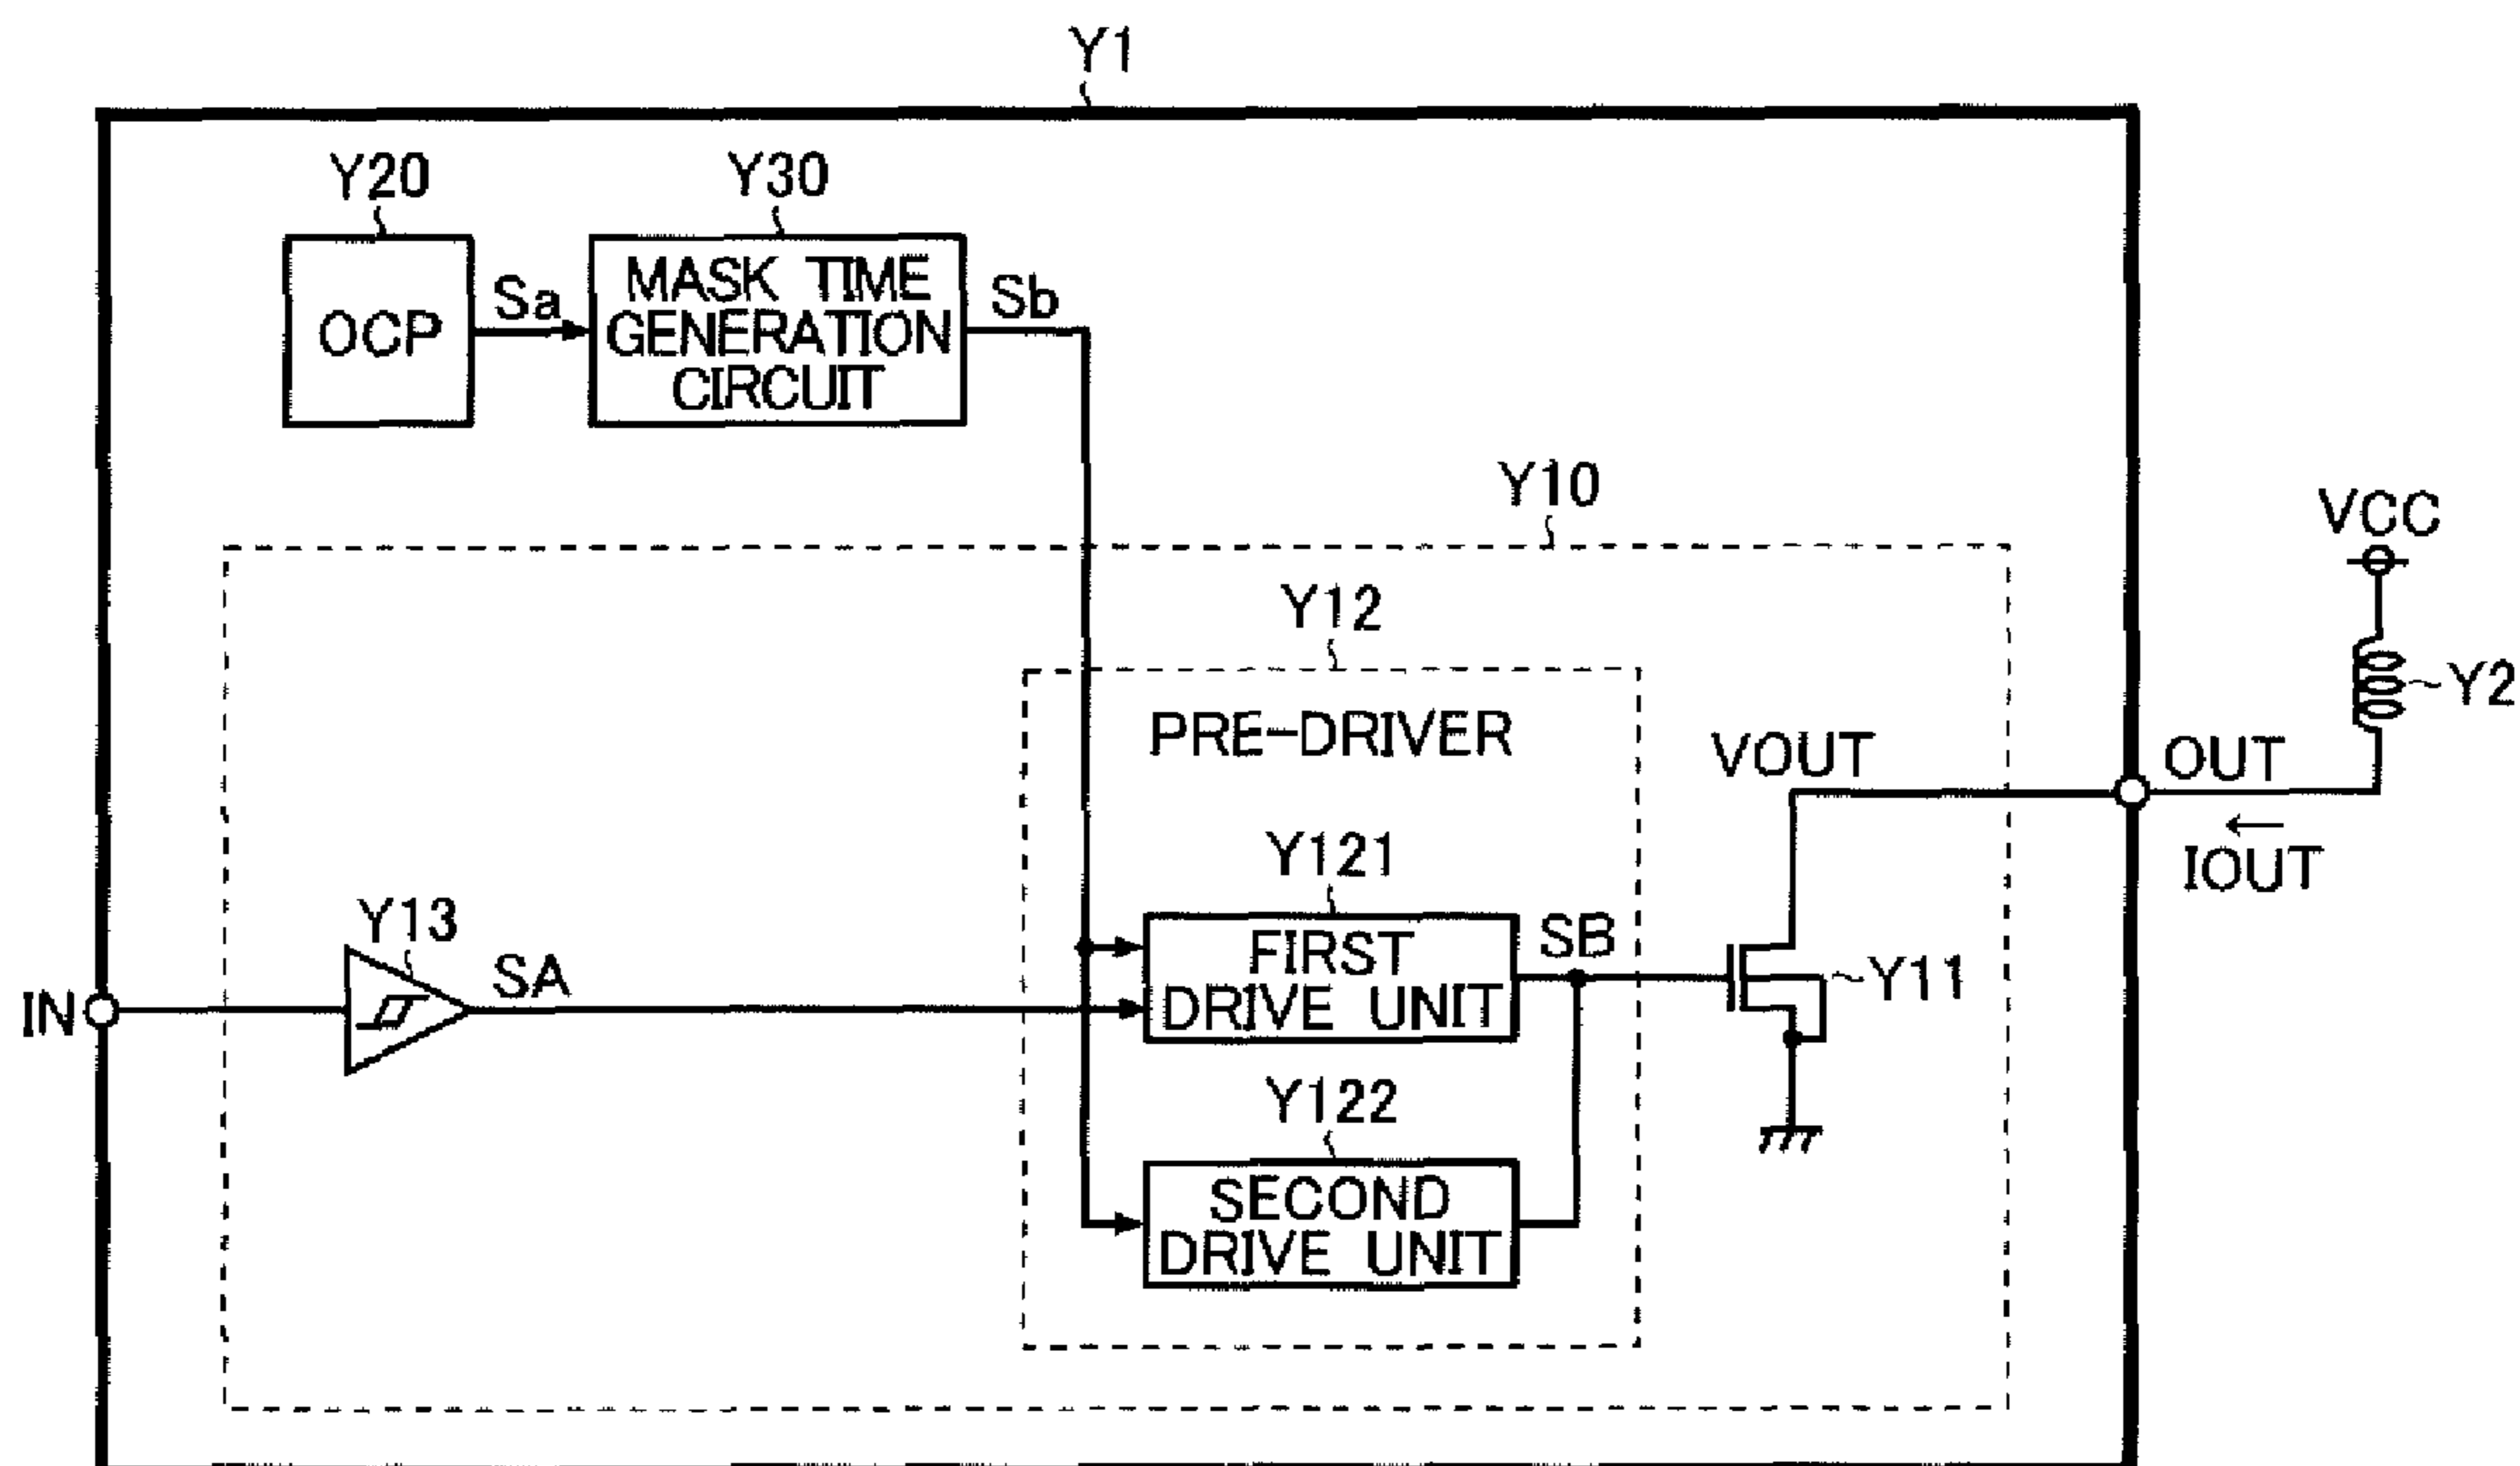 Y1
Y20
Y30
OCP
Sa
MASK TIME
GENERATION
CIRCUIT
Sb
Y10
VCC
Y12
Y2
PRE-DRIVER
VOUT
OUT
IOUT
Y121
Y13
SA
FIRST
DRIVE UNIT
SB
Y11
IN
Y122
SECOND
DRIVE UNIT